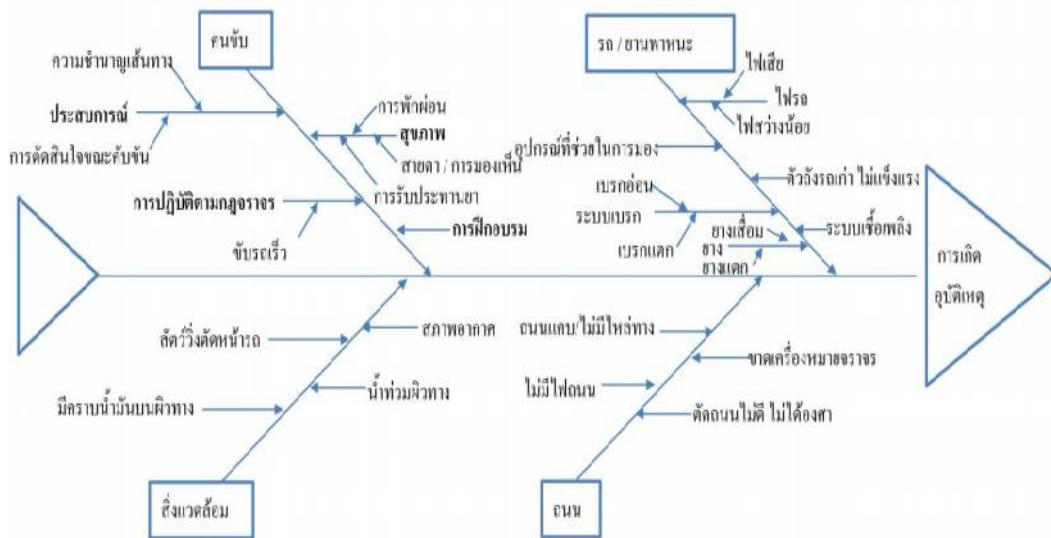 คนขับ
ความชำนาญเส้นทาง
ประสบการณ์
การตัดสินใจขณะคับขัน
การพักผ่อน
สุขภาพ
สายตา / การมองเห็น
การรับประทานยา
การปฏิบัติตามกฎจราจร
ขับรถเร็ว
การฝึกอบรม
รถ / ยานพาหนะ
ไฟเสีย
ไฟรถ
ไฟสว่างน้อย
อุปกรณ์ที่ช่วยในการมอง
ตัวถังรถเก่า ไม่แข็งแรง
เบรกอ่อน
ระบบเบรก
เบรกแตก
ระบบเชื้อเพลิง
ยางเสื่อม
ยาง
ยางแตก
การเกิด
อุบัติเหตุ
สภาพอากาศ
สัตว์วิ่งตัดหน้ารถ
น้ำท่วมผิวทาง
มีคราบน้ำมันบนผิวทาง
สิ่งแวดล้อม
ถนนแคบ/ไม่มีไหล่ทาง
ขาดเครื่องหมายจราจร
ไม่มีไฟถนน
ตัดถนนไม่ดี ไม่ได้องศา
ถนน